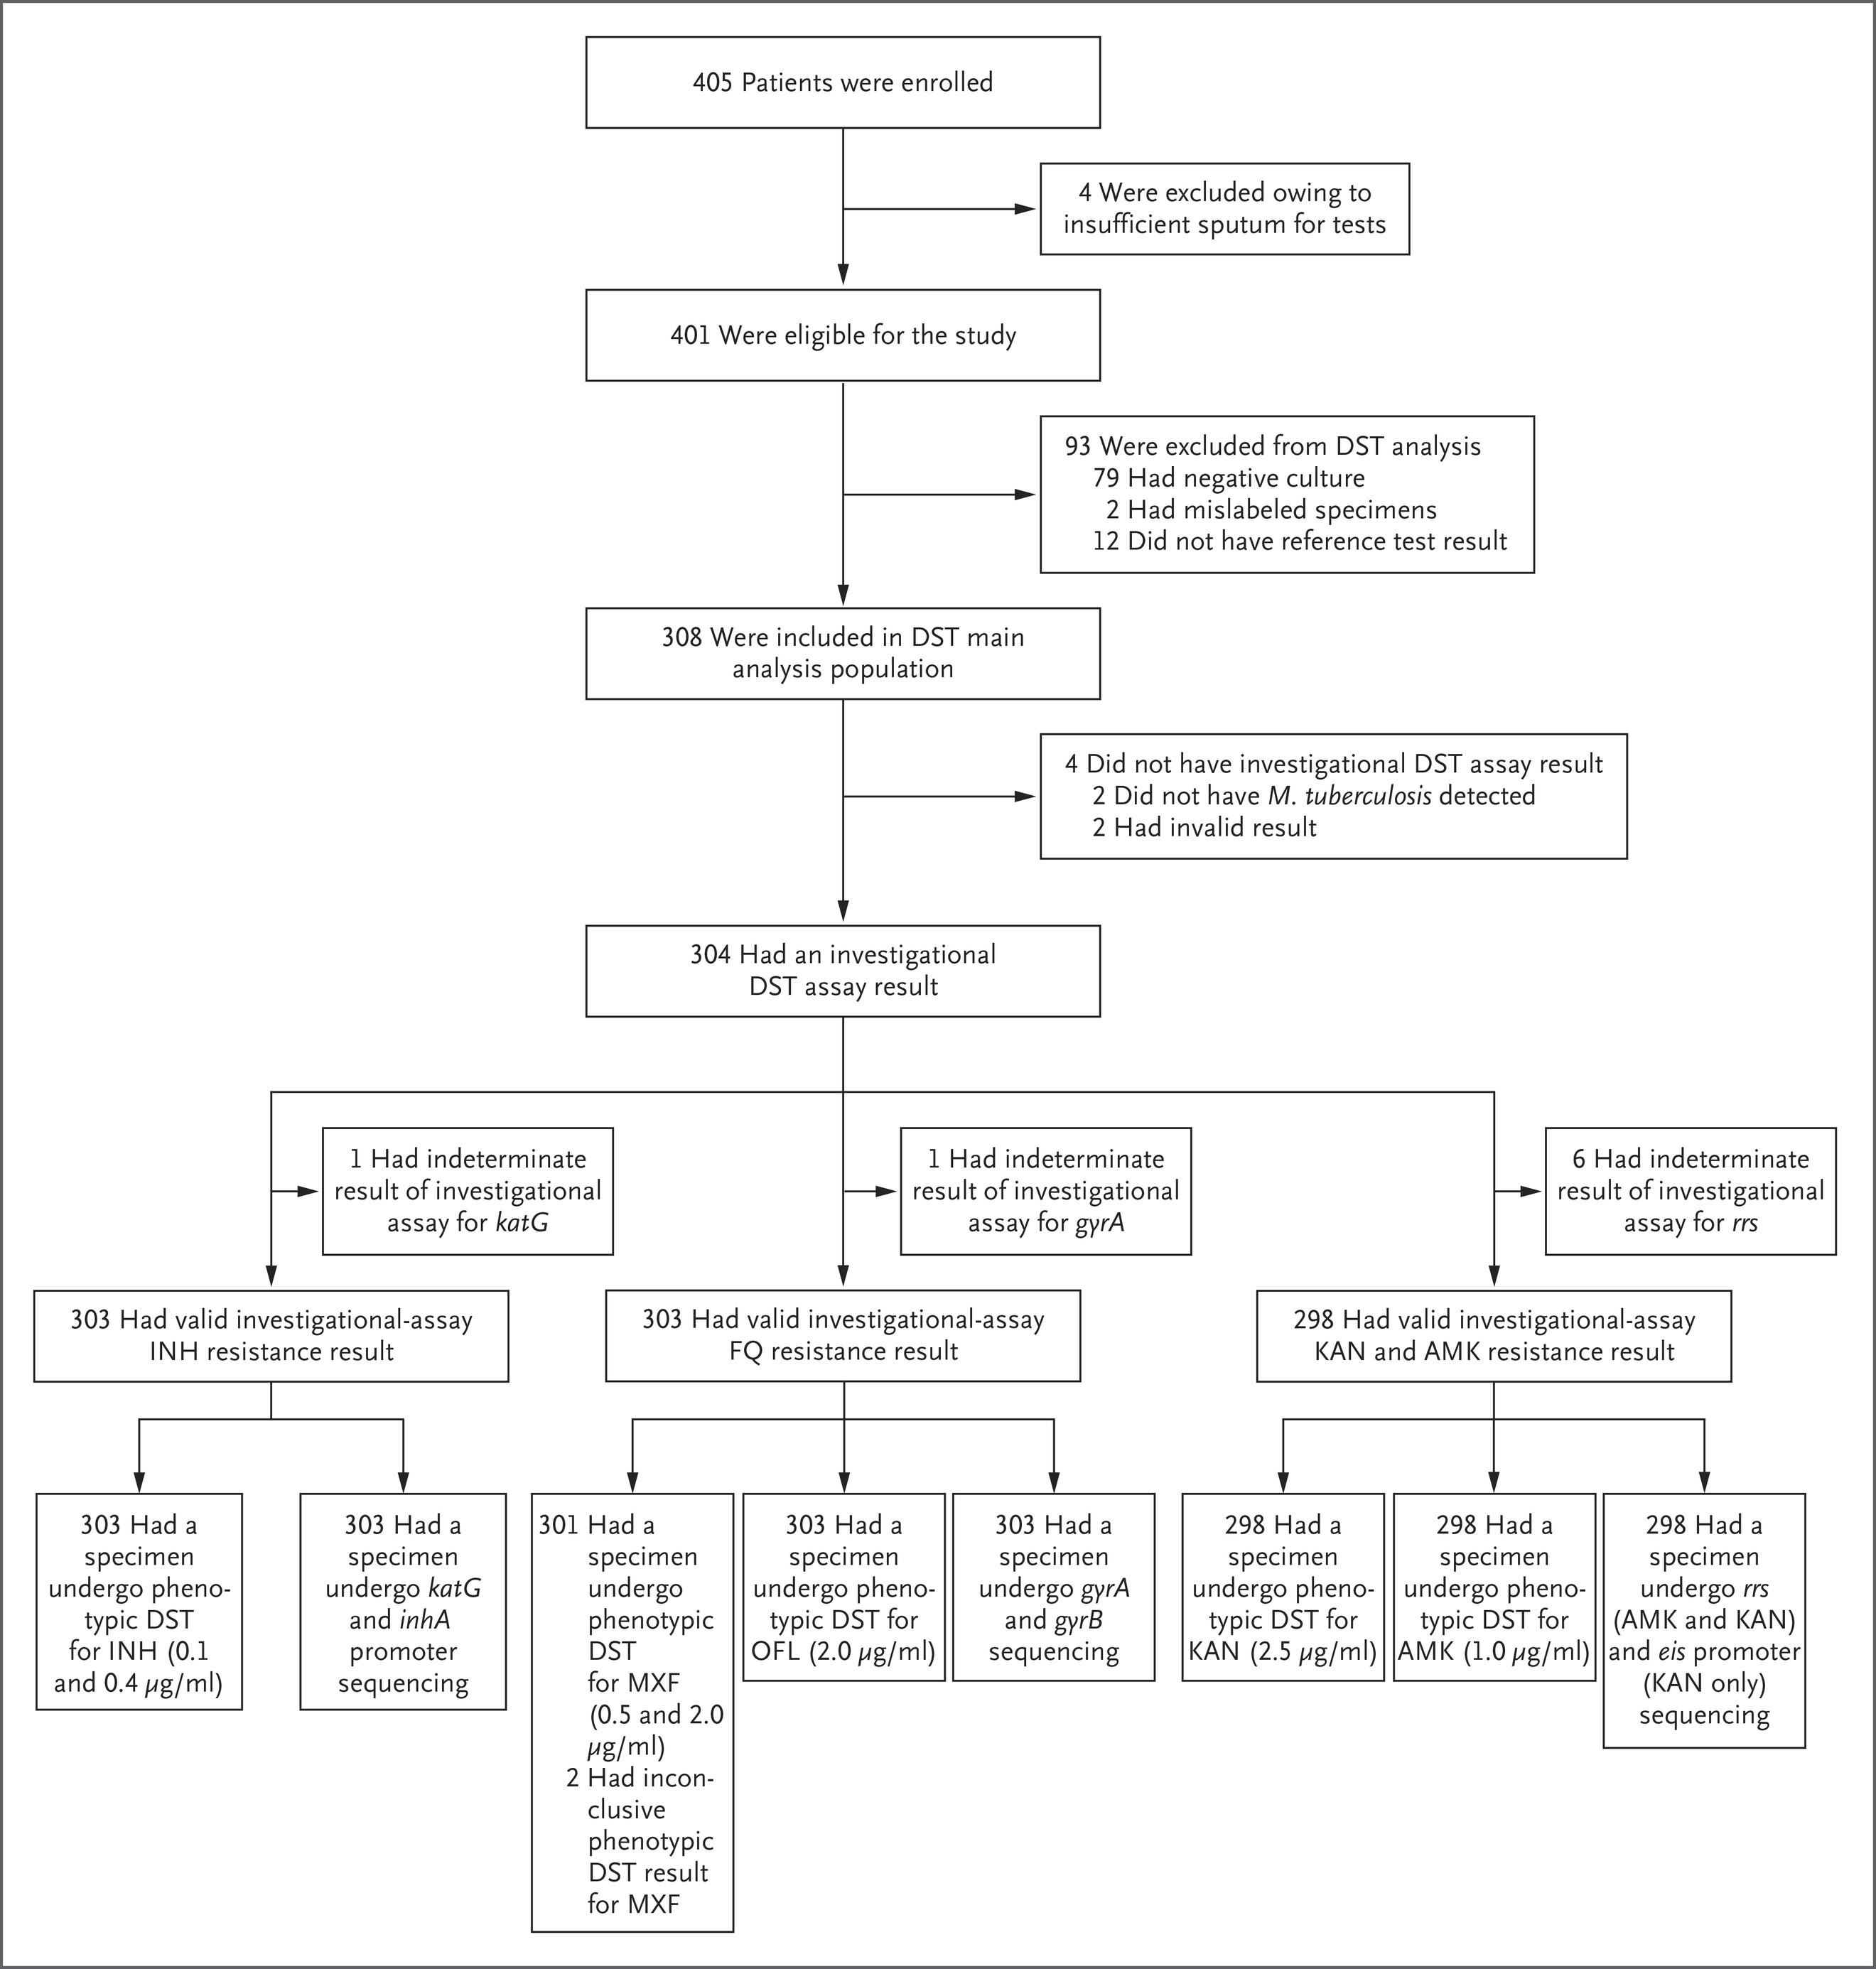 405 Patients were enrolled
4 Were excluded owing to
insufficient sputum for tests
401 Were eligible for the study
93 Were excluded from DST analysis
79 Had negative culture
2 Had mislabeled specimens
12 Did not have reference test result
308 Were included in DST main
analysis population
4 Did not have investigational DST assay result
2 Did not have M. tuberculosis detected
2 Had invalid result
304 Had an investigational
DST assay result
1 Had indeterminate
result of investigational
assay for katG
1 Had indeterminate
result of investigational
assay for gyrA
6 Had indeterminate
result of investigational
assay for rrs
303 Had valid investigational-assay
INH resistance result
303 Had valid investigational-assay
FQ resistance result
298 Had valid investigational-assay
KAN and AMK resistance result
303 Had a
specimen
undergo pheno-
typic DST
for INH (0.1
and 0.4 µg/ml)
303 Had a
specimen
undergo katG
and inhA
promoter
sequencing
301 Had a
specimen
undergo
phenotypic
DST
for MXF
(0.5 and 2.0
µg/ml)
2 Had incon-
clusive
phenotypic
DST result
for MXF
303 Had a
specimen
undergo pheno-
typic DST for
OFL (2.0 µg/ml)
303 Had a
specimen
undergo gyrA
and gyrB
sequencing
298 Had a
specimen
undergo pheno-
typic DST for
KAN (2.5 µg/ml)
298 Had a
specimen
undergo pheno-
typic DST for
AMK (1.0 µg/ml)
298 Had a
specimen
undergo rrs
(AMK and KAN)
and eis promoter
(KAN only)
sequencing